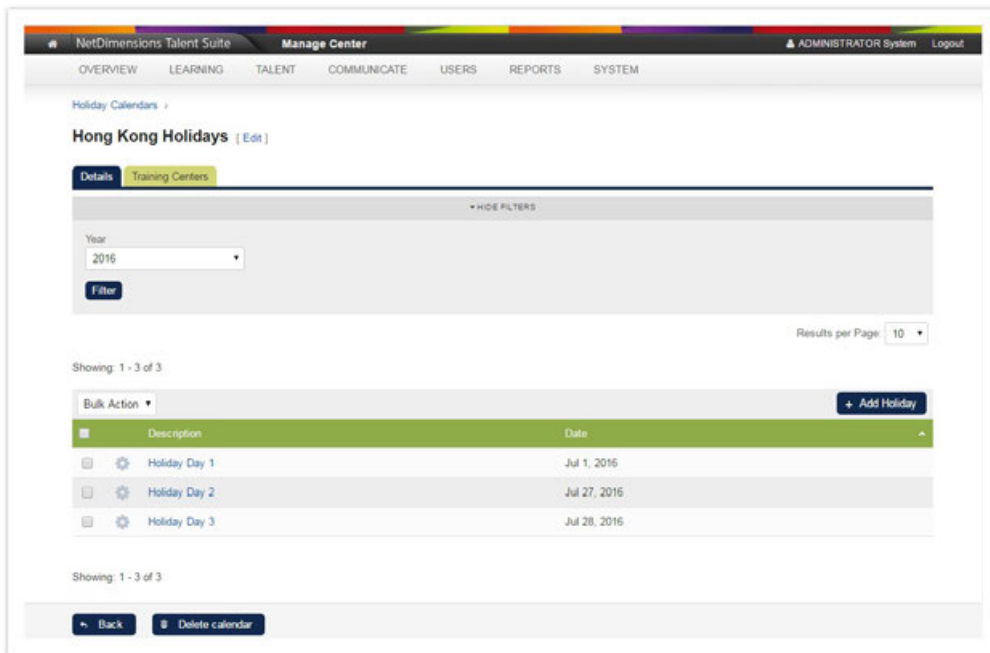 NetDimensions Talent Suite Manage Center ADMINISTRATOR System Logout
OVERVIEW LEARNING TALENT COMMUNICATE USERS REPORTS SYSTEM
Holiday Calendars ›
Hong Kong Holidays [ Edit ]
Details Training Centers
HIDE FILTERS
Year
2016
Filter
Results per Page: 10
Showing: 1 - 3 of 3
Bulk Action + Add Holiday
Description Date
Holiday Day 1 Jul 1, 2016
Holiday Day 2 Jul 27, 2016
Holiday Day 3 Jul 28, 2016
Showing: 1 - 3 of 3
Back Delete calendar